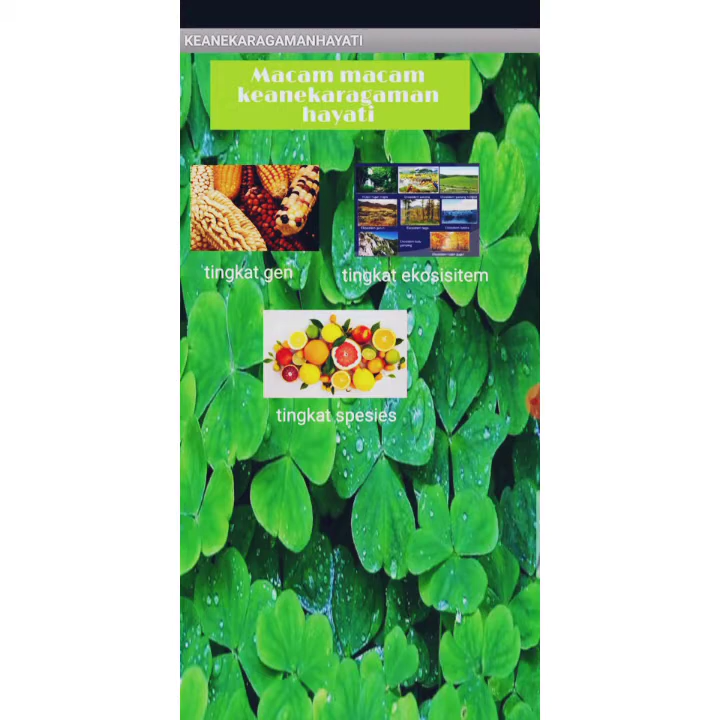 KEANEKARAGAMANHAYATI
Macam macam
keanekaragaman
hayati
tingkat gen
tingkat ekosisitem
tingkat spesies